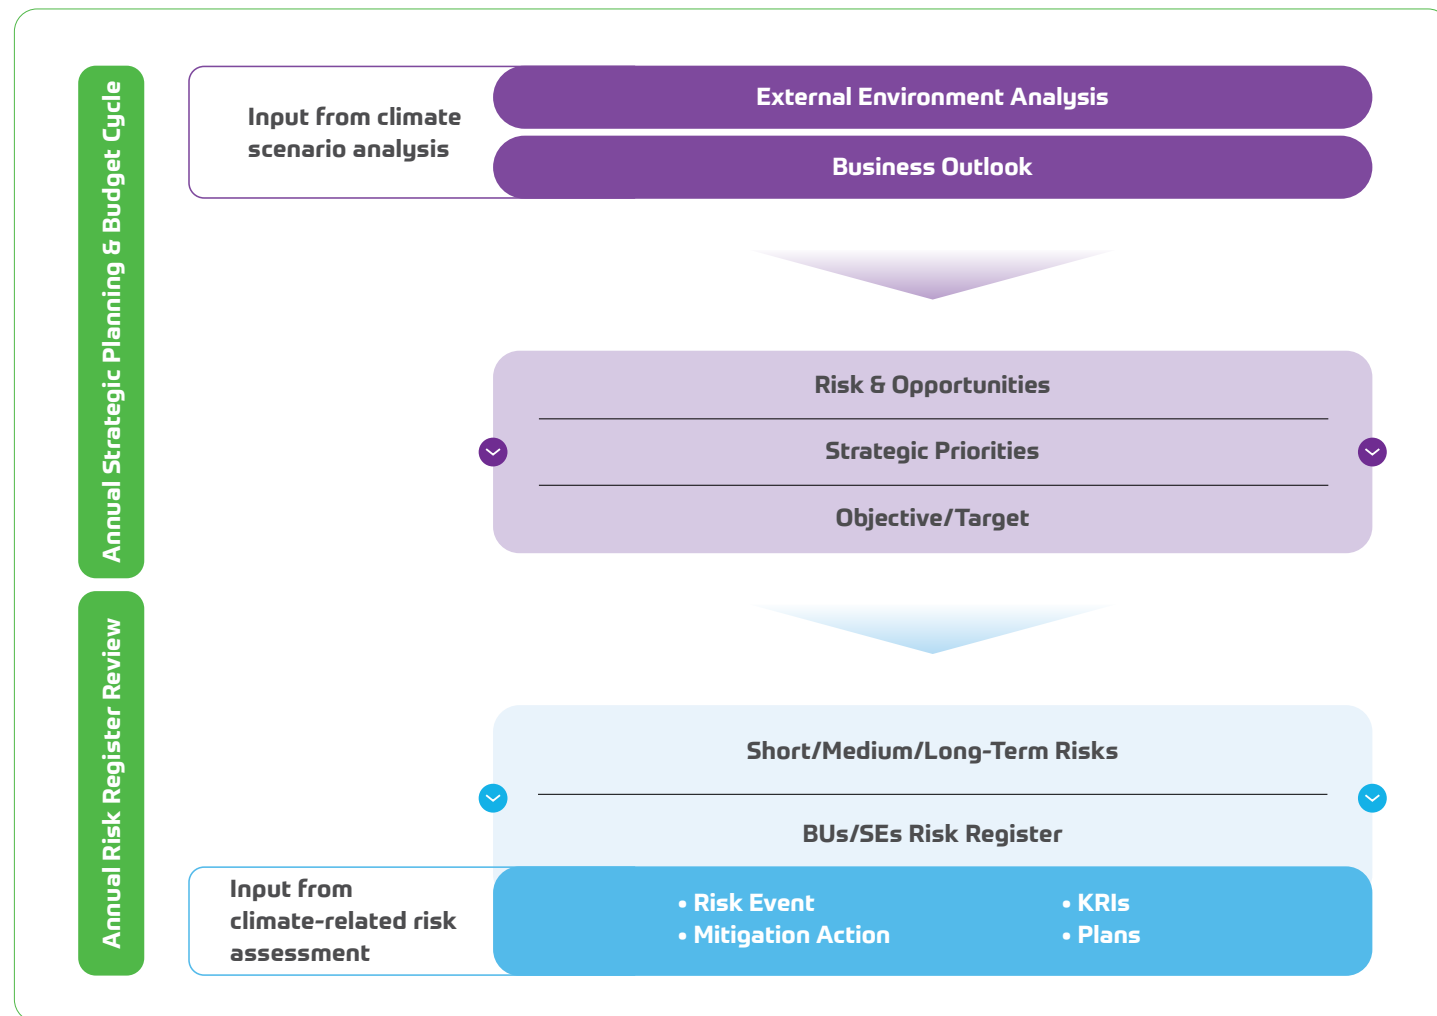 Annual Strategic Planning & Budget Cycle
Input from climate
scenario analysis
External Environment Analysis
Business Outlook
Risk & Opportunities
Strategic Priorities
Objective/Target
Annual Risk Register Review
Short/Medium/Long-Term Risks
BUs/SEs Risk Register
Input from
climate-related risk
assessment
• Risk Event
• Mitigation Action
• KRIs
• Plans